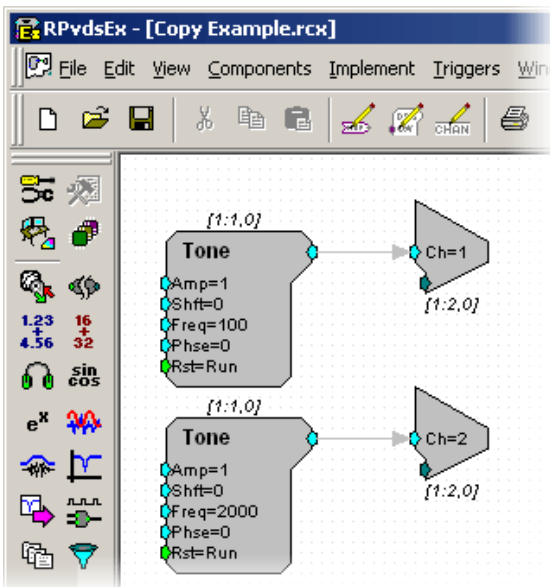 RPvdsEx - [Copy Example.rcx]
File Edit View Components Implement Triggers Win
CHAN
[1:1,0]
Tone
Amp=1
Shft=0
Freq=100
Phse=0
Rst=Run
Ch=1
[1:2,0]
1.23
+
4.56
16
+
32
sin
cos
eˣ
[1:1,0]
Tone
Amp=1
Shft=0
Freq=2000
Phse=0
Rst=Run
Ch=2
[1:2,0]